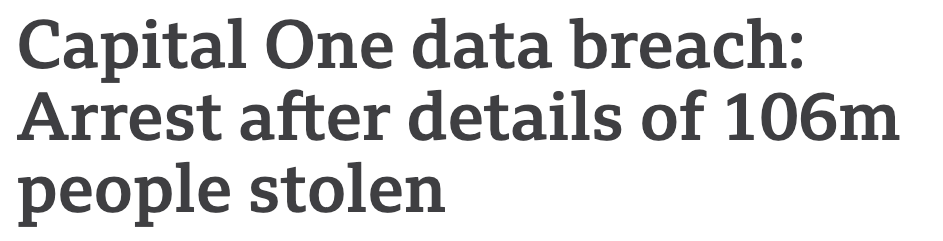 Capital One data breach:
Arrest after details of 106m
people stolen